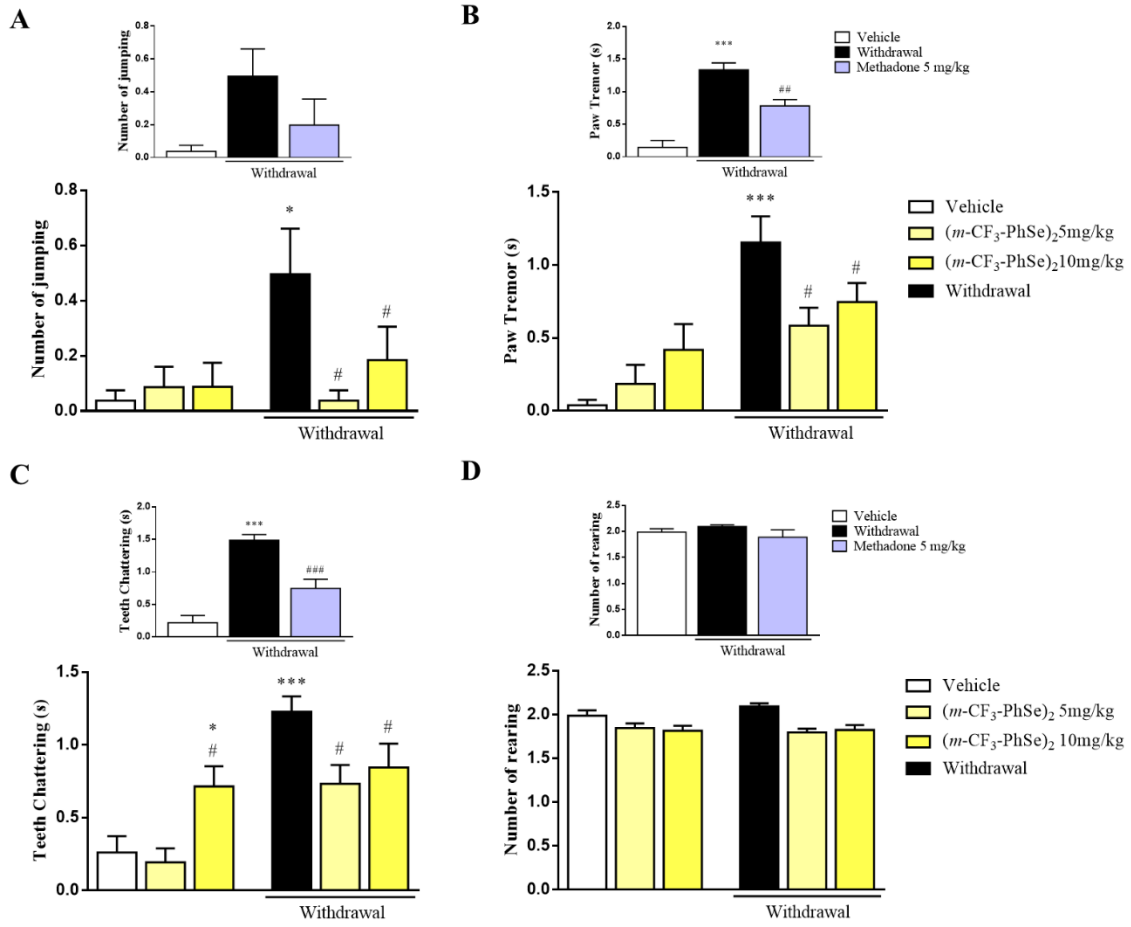 A
Number of jumping
0.8
0.6
0.4
0.2
0.0
Withdrawal
Number of jumping
0.8
0.6
0.4
0.2
0.0
*
#
#
Withdrawal
B
Paw Tremor (s)
2.0
1.5
1.0
0.5
0.0
***
##
Withdrawal
Vehicle
Withdrawal
Methadone 5 mg/kg
Paw Tremor (s)
1.5
1.0
0.5
0.0
***
#
#
Withdrawal
Vehicle
(m-CF3-PhSe)2 5mg/kg
(m-CF3-PhSe)2 10mg/kg
Withdrawal
C
Teeth Chattering (s)
2.0
1.5
1.0
0.5
0.0
***
###
Withdrawal
Teeth Chattering (s)
1.5
1.0
0.5
0.0
*
#
***
#
#
Withdrawal
D
Number of rearing
2.5
2.0
1.5
1.0
0.5
0.0
Withdrawal
Vehicle
Withdrawal
Methadone 5 mg/kg
Number of rearing
2.5
2.0
1.5
1.0
0.5
0.0
Withdrawal
Vehicle
(m-CF3-PhSe)2 5mg/kg
(m-CF3-PhSe)2 10mg/kg
Withdrawal